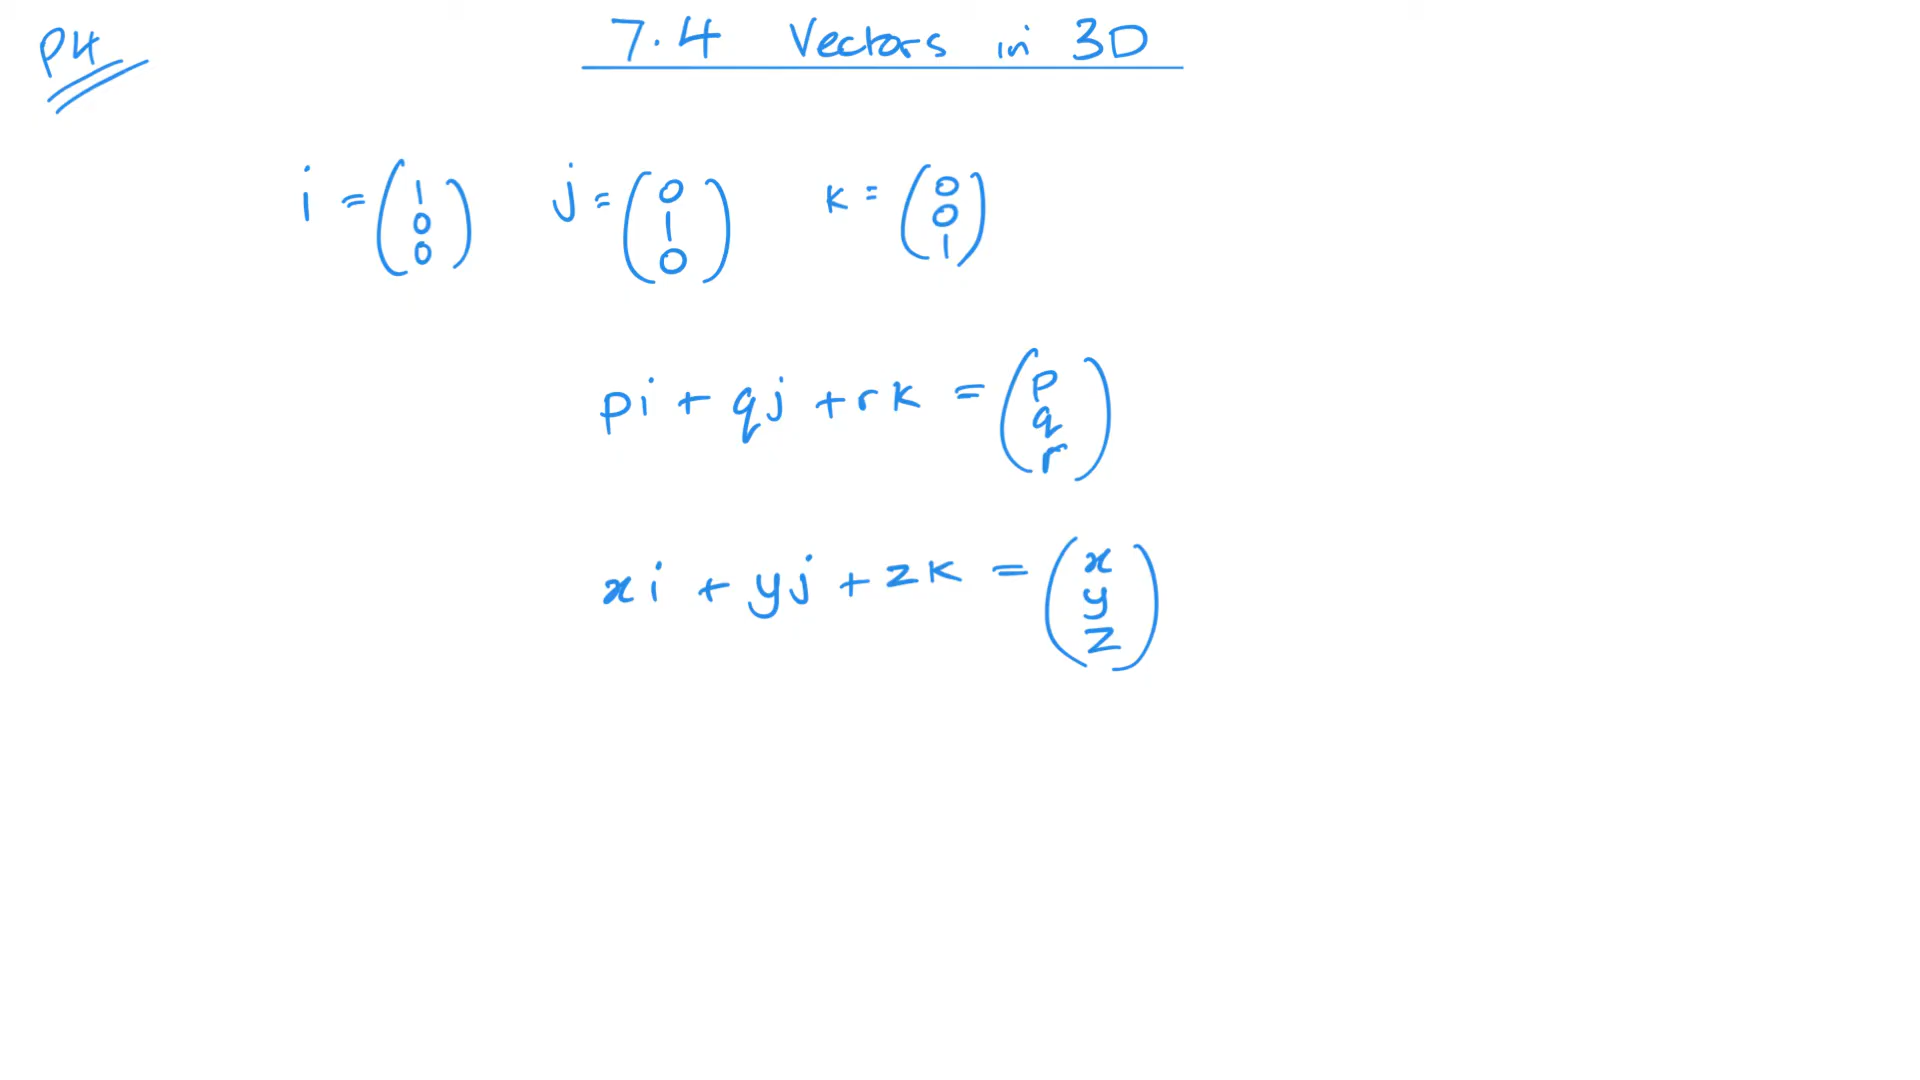 P4
7.4 Vectors in 3D
i = (1 0 0) j = (0 1 0) k = (0 0 1)
pi + qj + rk = (p q r)
xi + yj + zk = (x y z)